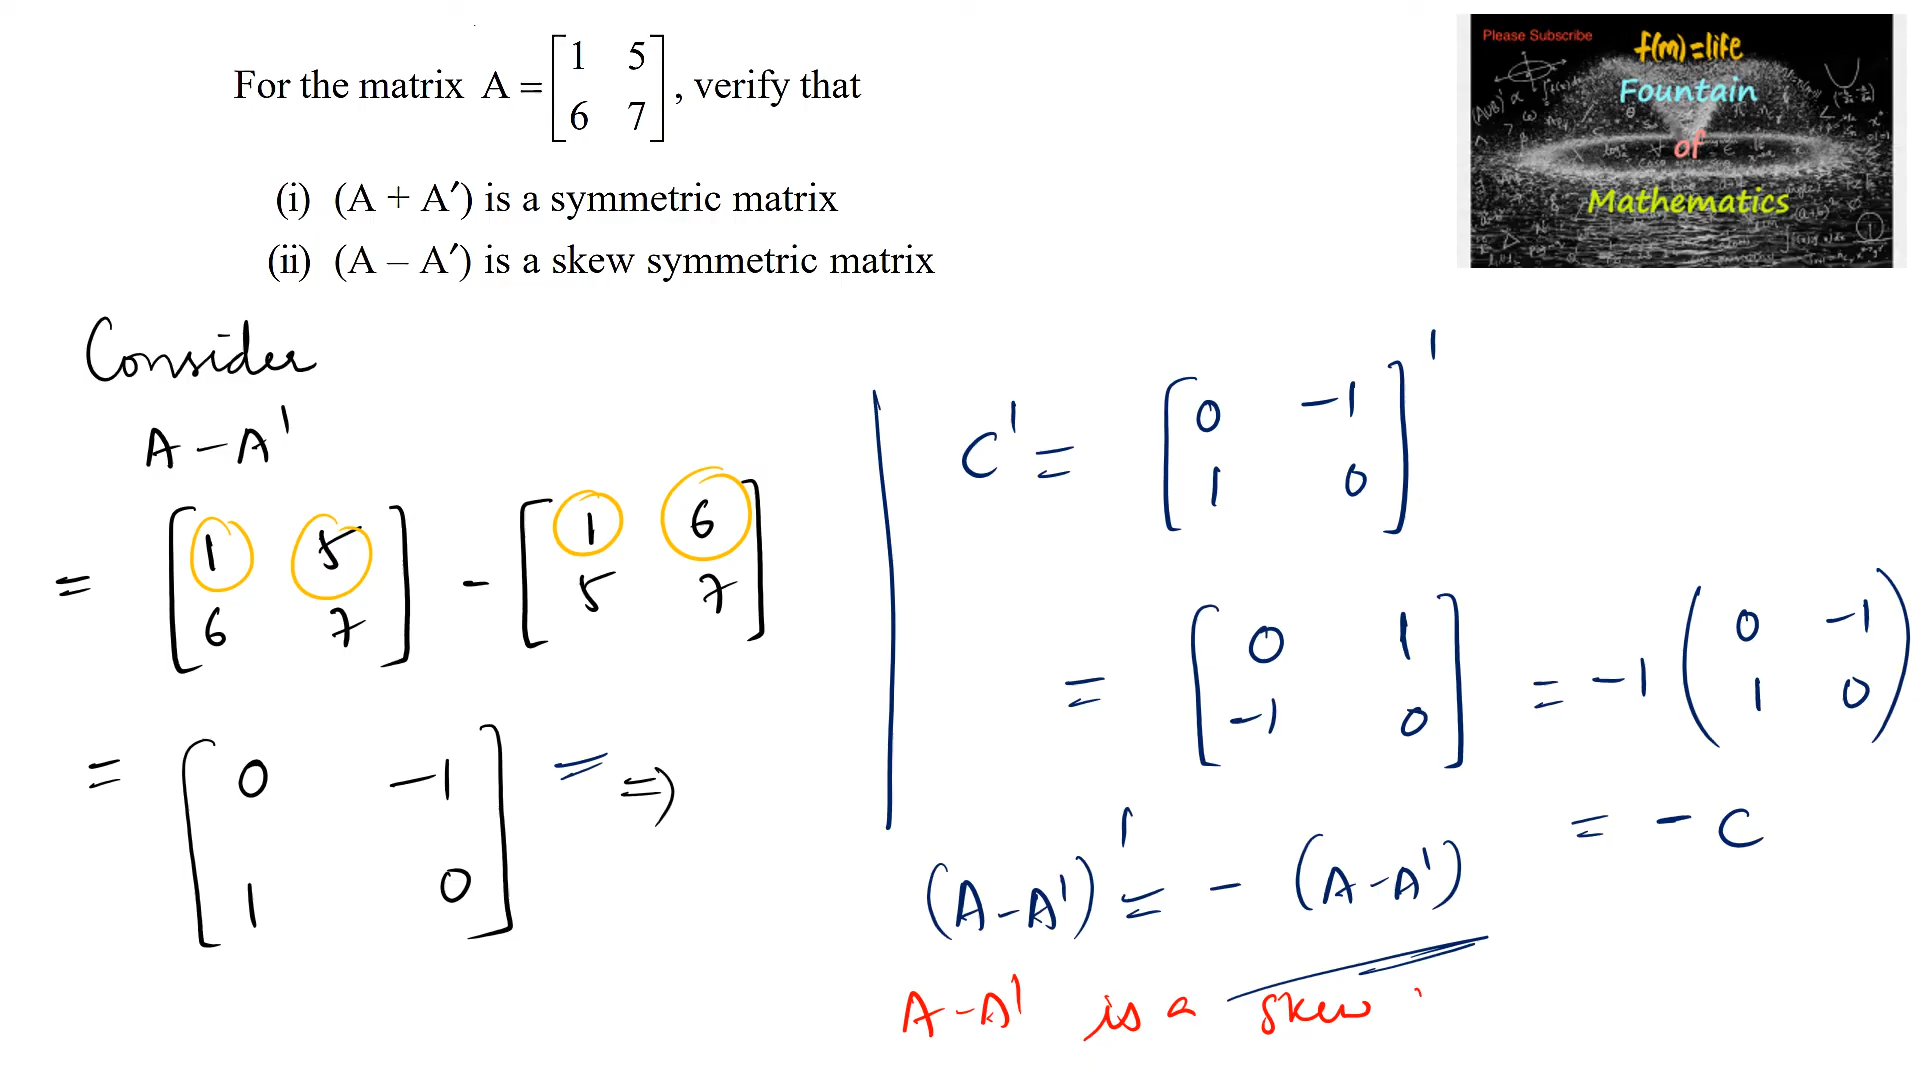 For the matrix A = [1 5
6 7], verify that
(i) (A + A′) is a symmetric matrix
(ii) (A – A′) is a skew symmetric matrix
Please Subscribe
f(m)=life
Fountain
of
Mathematics
Consider
A - A'
= [1 5
6 7] - [1 6
5 7]
= [0 -1
1 0] = ⇒
C' = [0 -1
1 0]'
= [0 1
-1 0] = -1 (0 -1
1 0)
= - C
(A-A')' = - (A-A')
A-A' is a skew